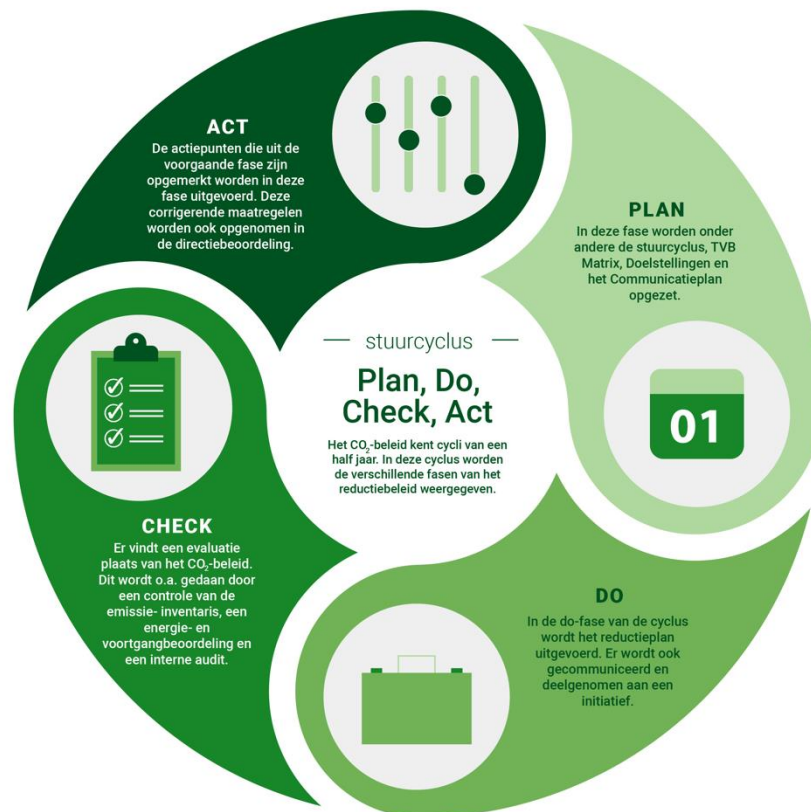 ACT
De actiepunten die uit de
voorgaande fase zijn
opgemerkt worden in deze
fase uitgevoerd. Deze
corrigerende maatregelen
worden ook opgenomen in
de directiebeoordeling.
PLAN
In deze fase worden onder
andere de stuurcyclus, TVB
Matrix, Doelstellingen en
het Communicatieplan
opgezet.
01
stuurcyclus
Plan, Do,
Check, Act
Het CO₂-beleid kent cycli van een
half jaar. In deze cyclus worden
de verschillende fasen van het
reductiebeleid weergegeven.
CHECK
Er vindt een evaluatie
plaats van het CO₂-beleid.
Dit wordt o.a. gedaan door
een controle van de
emissie- inventaris, een
energie- en
voortgangbeoordeling en
een interne audit.
DO
In de do-fase van de cyclus
wordt het reductieplan
uitgevoerd. Er wordt ook
gecommuniceerd en
deelgenomen aan een
initiatief.